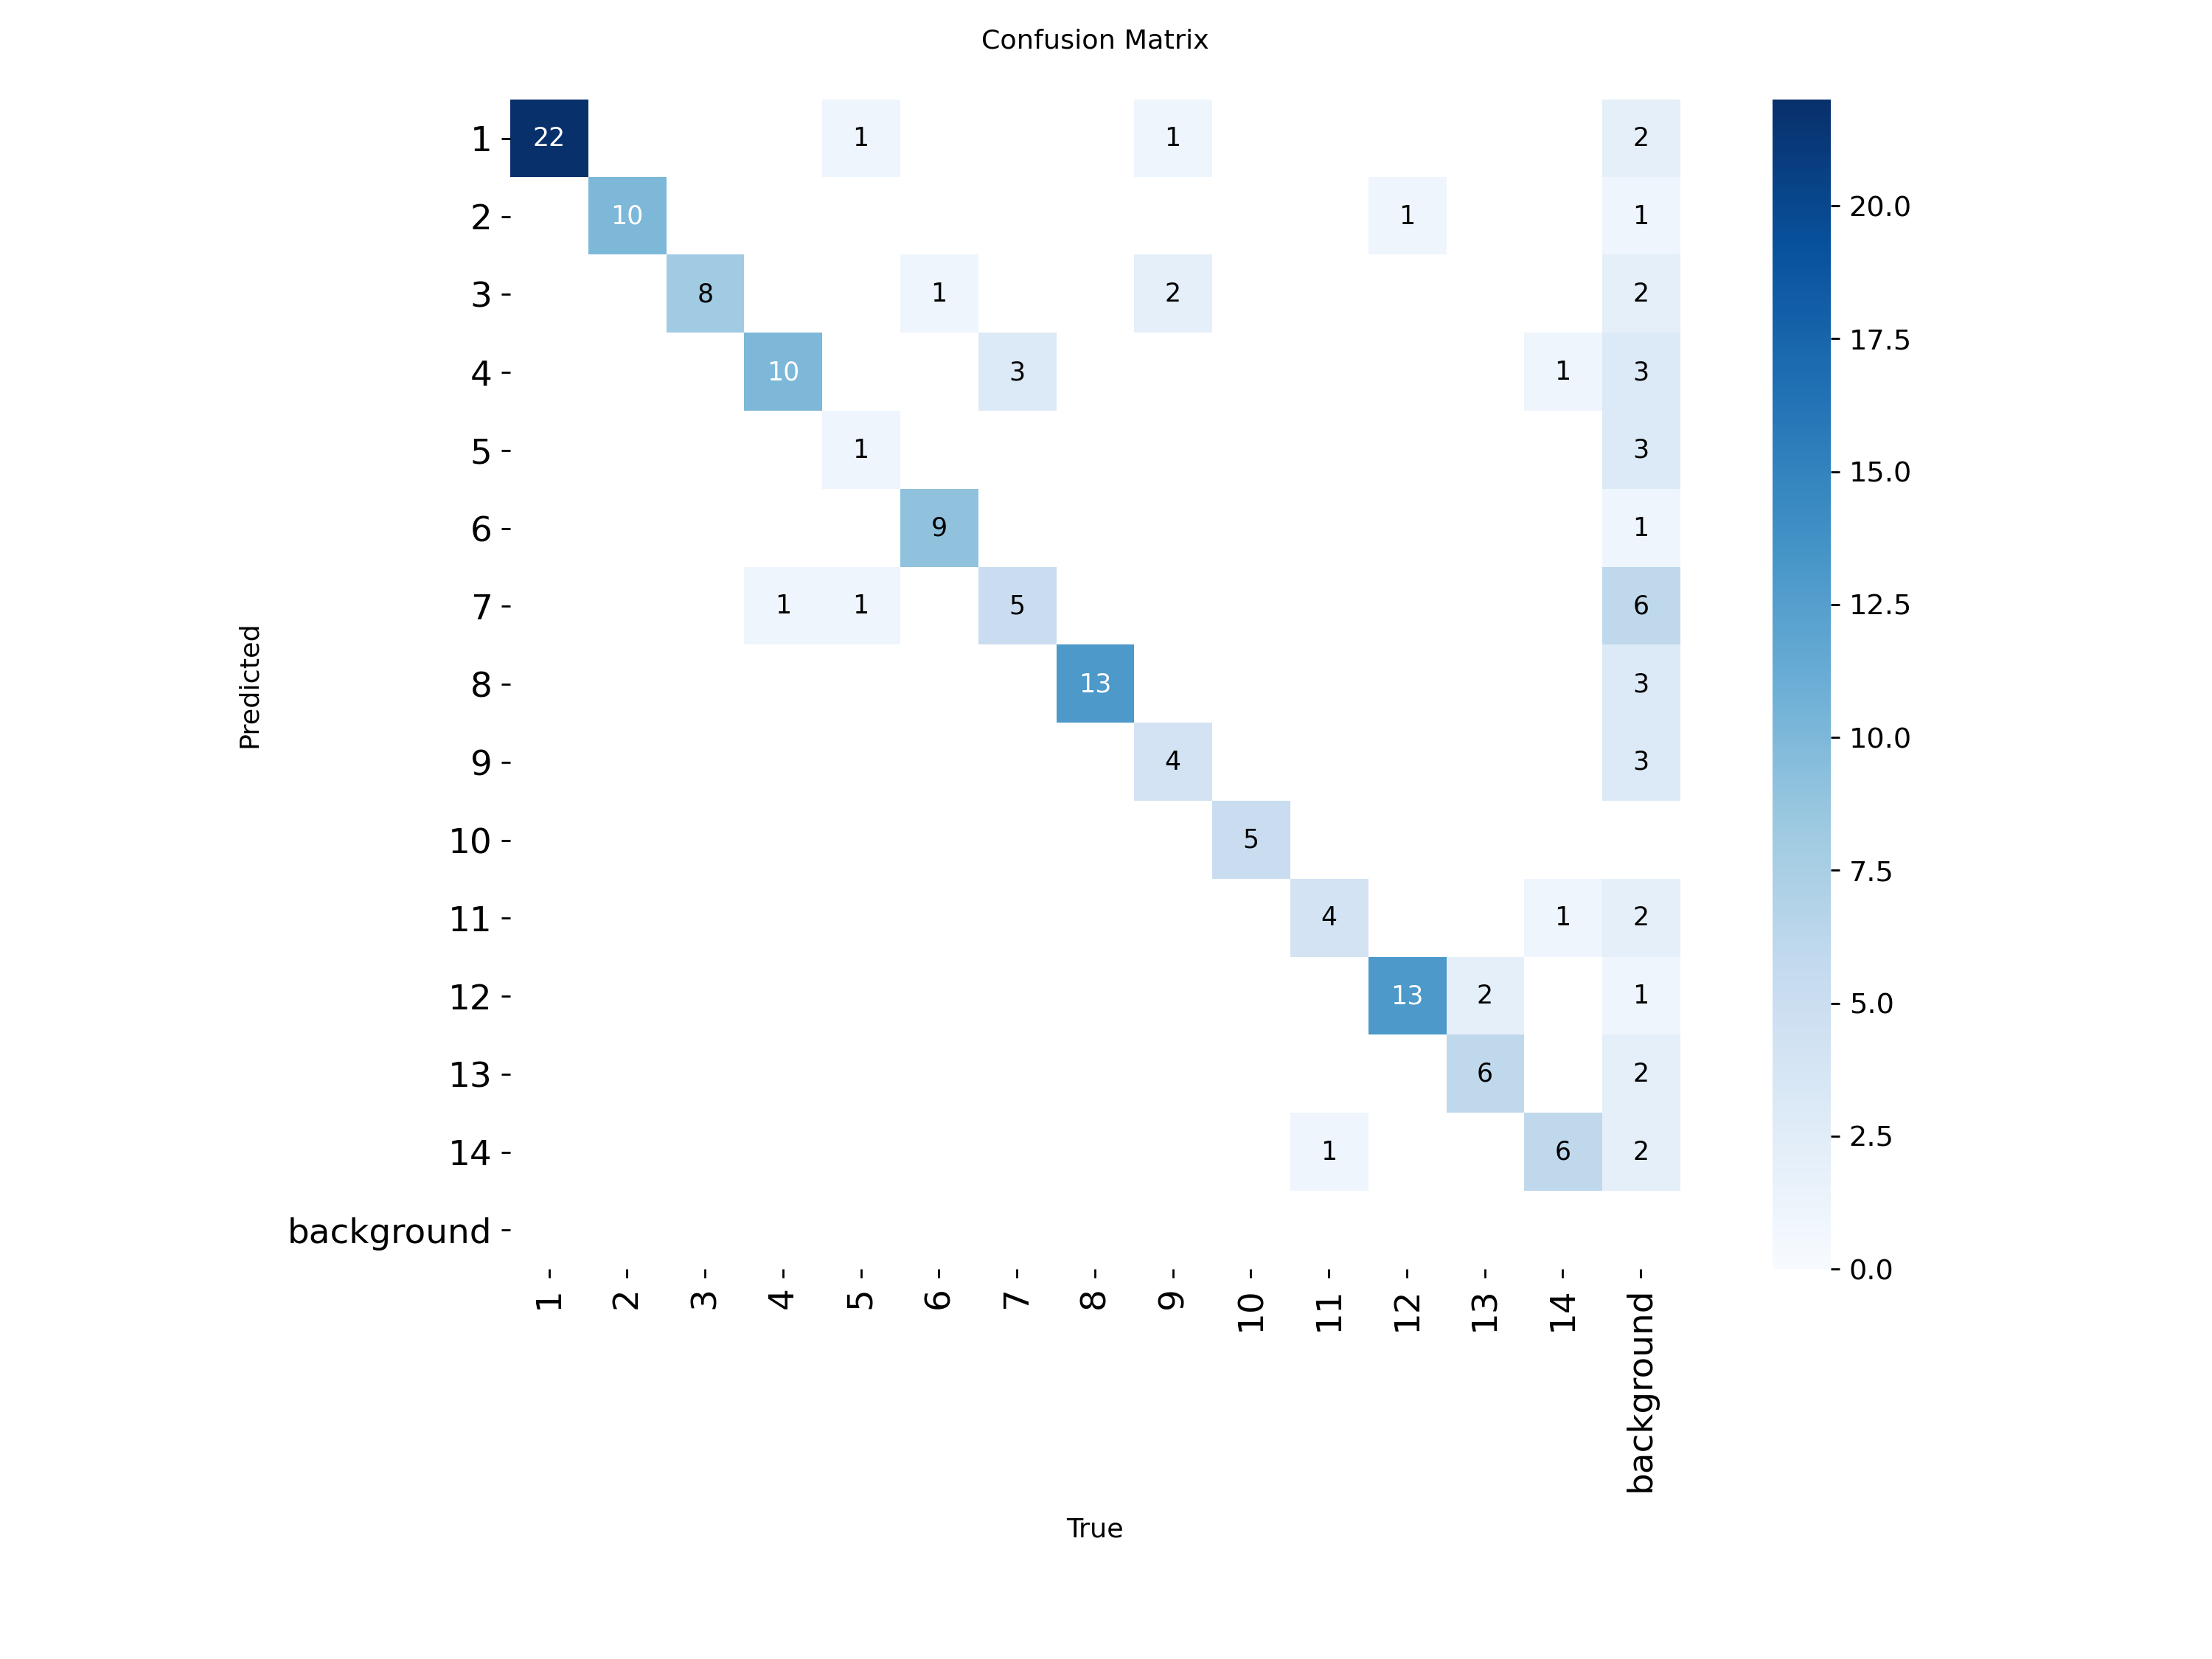 Confusion Matrix
1 22 1 1 2
2 10 1 1
3 8 1 2 2
4 10 3 1 3
5 1 3
6 9 1
7 1 1 5 6
8 13 3
9 4 3
10 5
11 4 1 2
12 13 2 1
13 6 2
14 1 6 2
background
1 2 3 4 5 6 7 8 9 10 11 12 13 14 background
True
Predicted
20.0
17.5
15.0
12.5
10.0
7.5
5.0
2.5
0.0